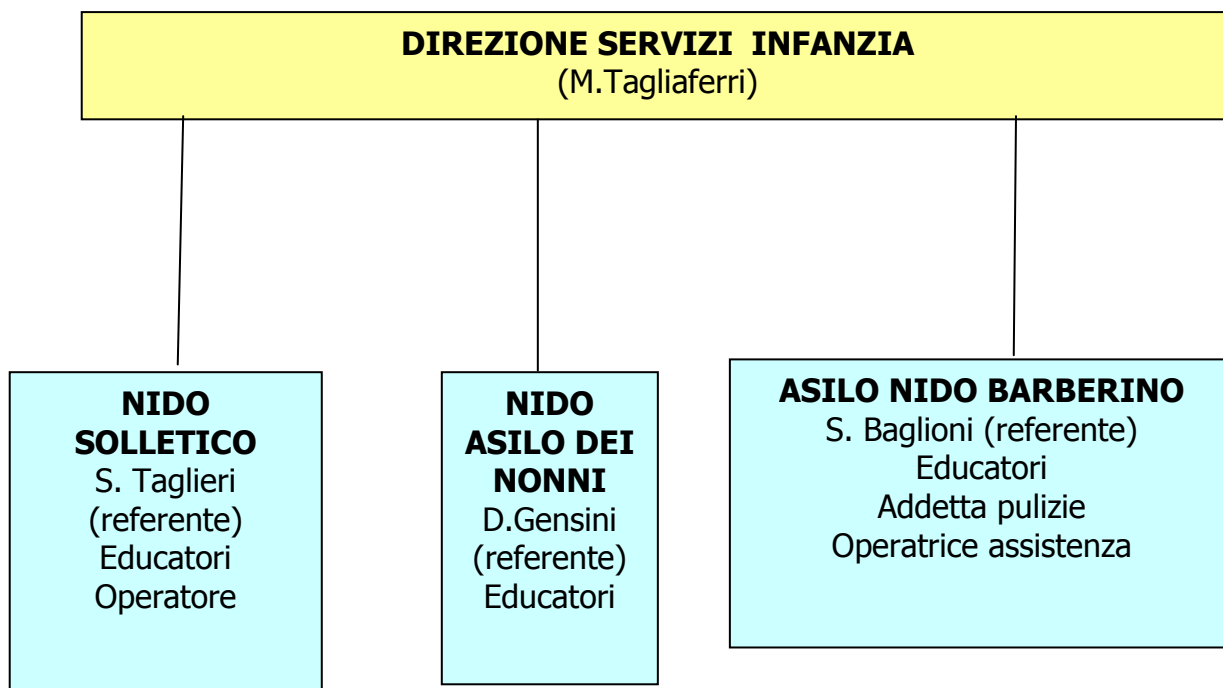 DIREZIONE SERVIZI INFANZIA
(M.Tagliaferri)
NIDO
SOLLETICO
S. Taglieri
(referente)
Educatori
Operatore
NIDO
ASILO DEI
NONNI
D.Gensini
(referente)
Educatori
ASILO NIDO BARBERINO
S. Baglioni (referente)
Educatori
Addetta pulizie
Operatrice assistenza